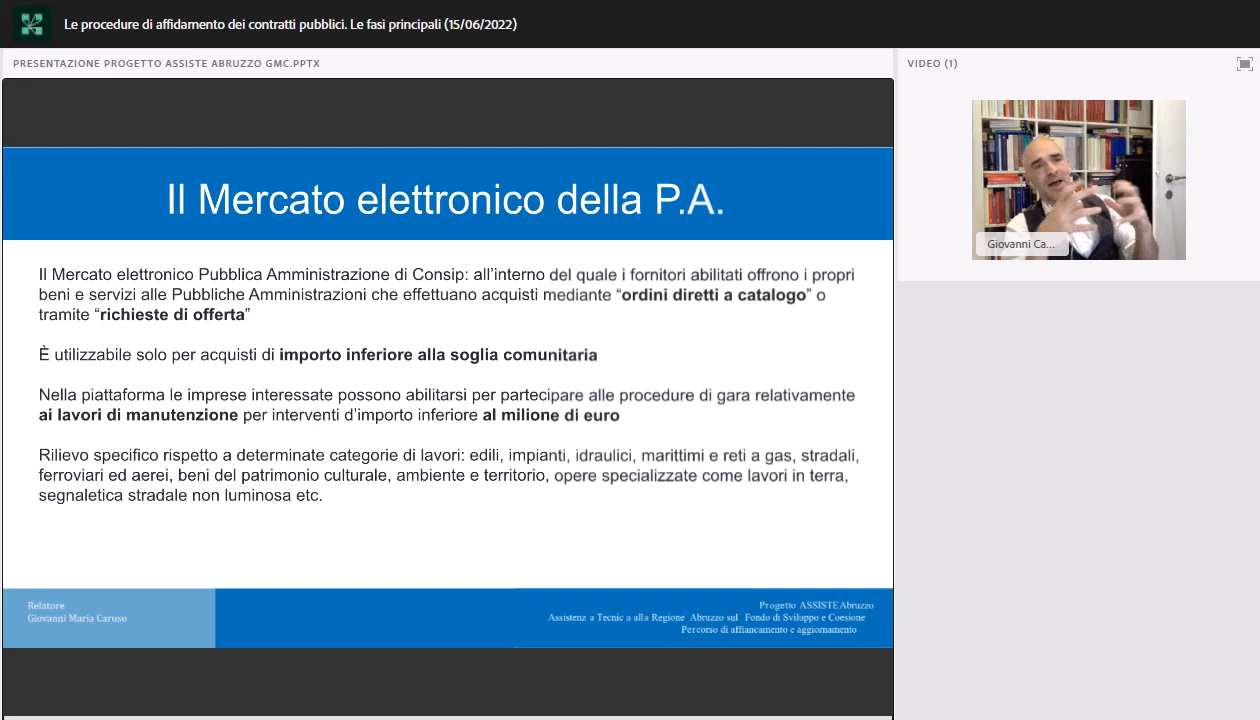 Le procedure di affidamento dei contratti pubblici. Le fasi principali (15/06/2022)
PRESENTAZIONE PROGETTO ASSISTE ABRUZZO GMC.PPTX
VIDEO (1)
Giovanni Ca...
Il Mercato elettronico della P.A.
Il Mercato elettronico Pubblica Amministrazione di Consip: all'interno del quale i fornitori abilitati offrono i propri
beni e servizi alle Pubbliche Amministrazioni che effettuano acquisti mediante “ordini diretti a catalogo” o
tramite “richieste di offerta”
È utilizzabile solo per acquisti di importo inferiore alla soglia comunitaria
Nella piattaforma le imprese interessate possono abilitarsi per partecipare alle procedure di gara relativamente
ai lavori di manutenzione per interventi d'importo inferiore al milione di euro
Rilievo specifico rispetto a determinate categorie di lavori: edili, impianti, idraulici, marittimi e reti a gas, stradali,
ferroviari ed aerei, beni del patrimonio culturale, ambiente e territorio, opere specializzate come lavori in terra,
segnaletica stradale non luminosa etc.
Relatore
Giovanni Maria Caruso
Progetto ASSISTE Abruzzo
Assistenz a Tecnic a alla Regione Abruzzo sul Fondo di Sviluppo e Coesione
Percorso di affiancamento e aggiornamento